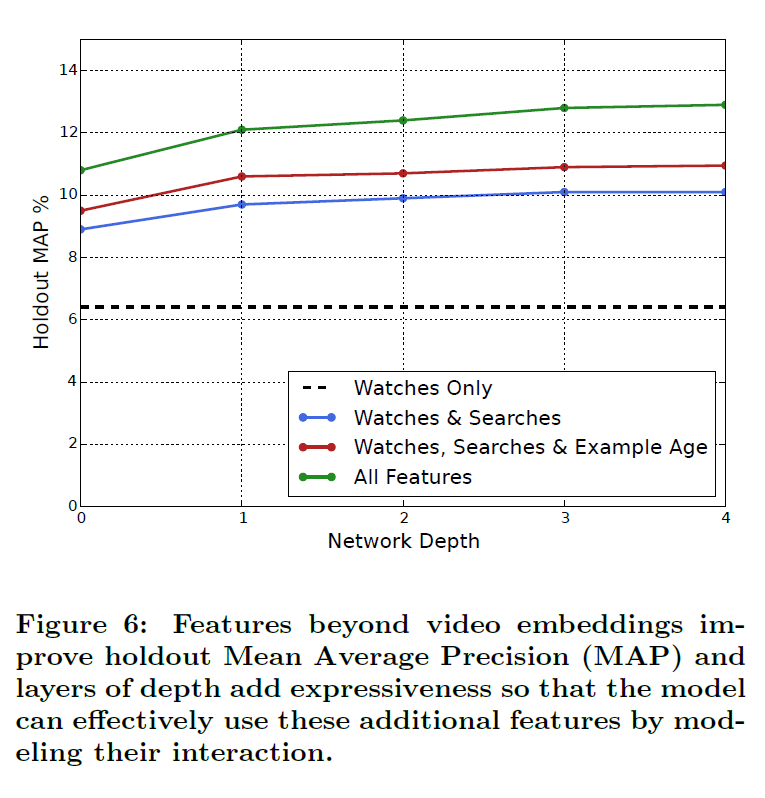 14
12
10
8
6
4
2
0
Holdout MAP %
Watches Only
Watches & Searches
Watches, Searches & Example Age
All Features
0 1 2 3 4
Network Depth
Figure 6: Features beyond video embeddings im-
prove holdout Mean Average Precision (MAP) and
layers of depth add expressiveness so that the model
can effectively use these additional features by mod-
eling their interaction.